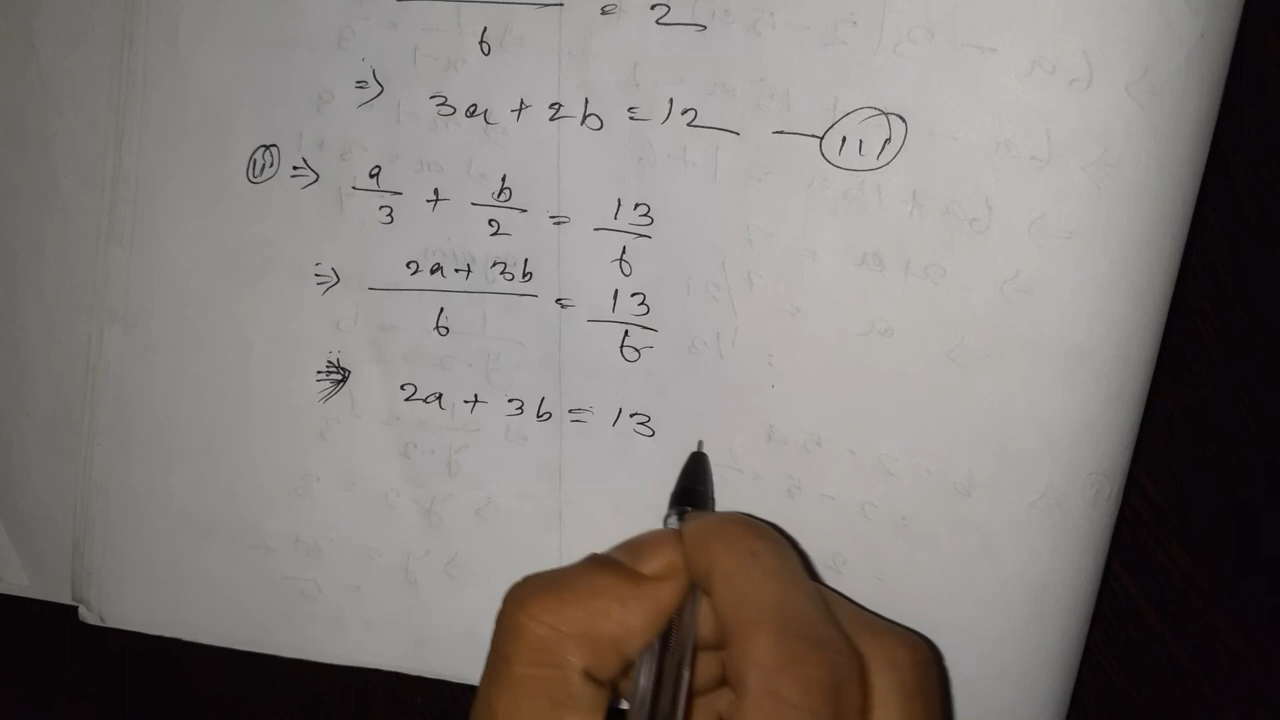 6 = 2
⇒ 3a + 2b = 12 — (iii)
(ii) ⇒ a/3 + b/2 = 13/6
⇒ (2a + 3b)/6 = 13/6
⇒ 2a + 3b = 13